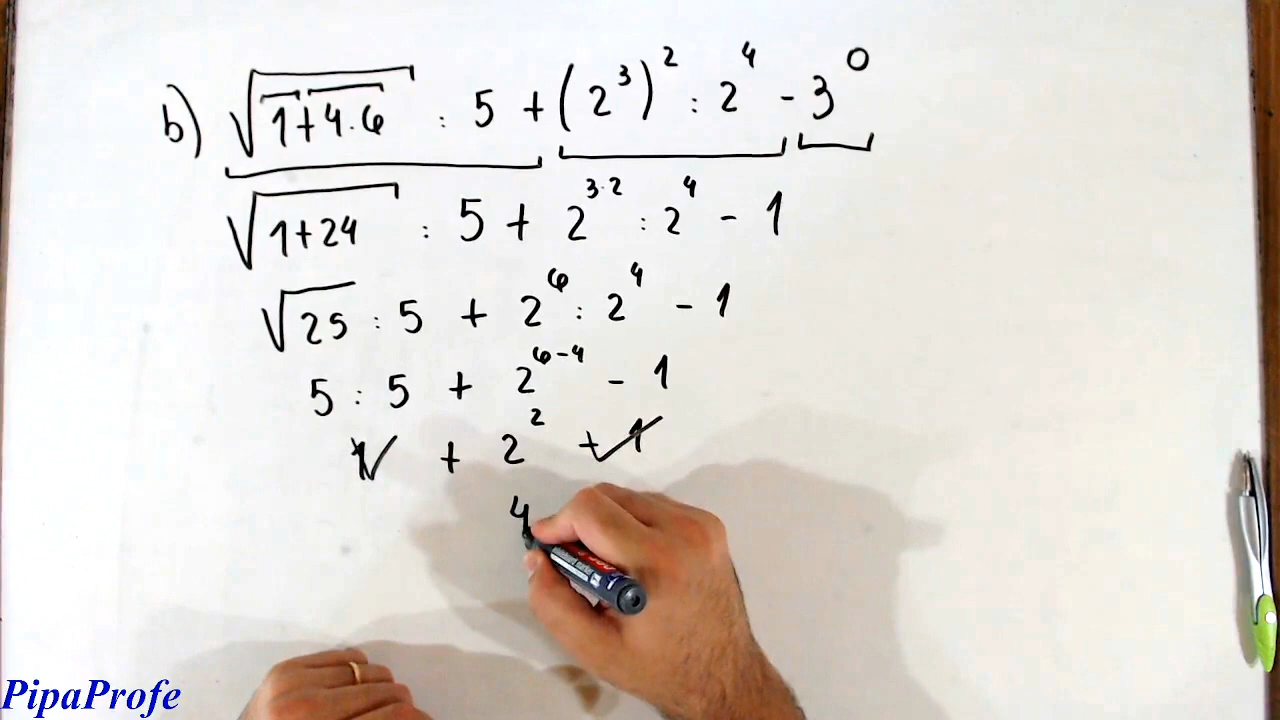 b) √1+4.6 : 5 + (2³)² : 2⁴ - 3⁰
√1+24 : 5 + 2³·² : 2⁴ - 1
√25 : 5 + 2⁶ : 2⁴ - 1
5 : 5 + 2⁶⁻⁴ - 1
1 + 2² + 1
4
PipaProfe